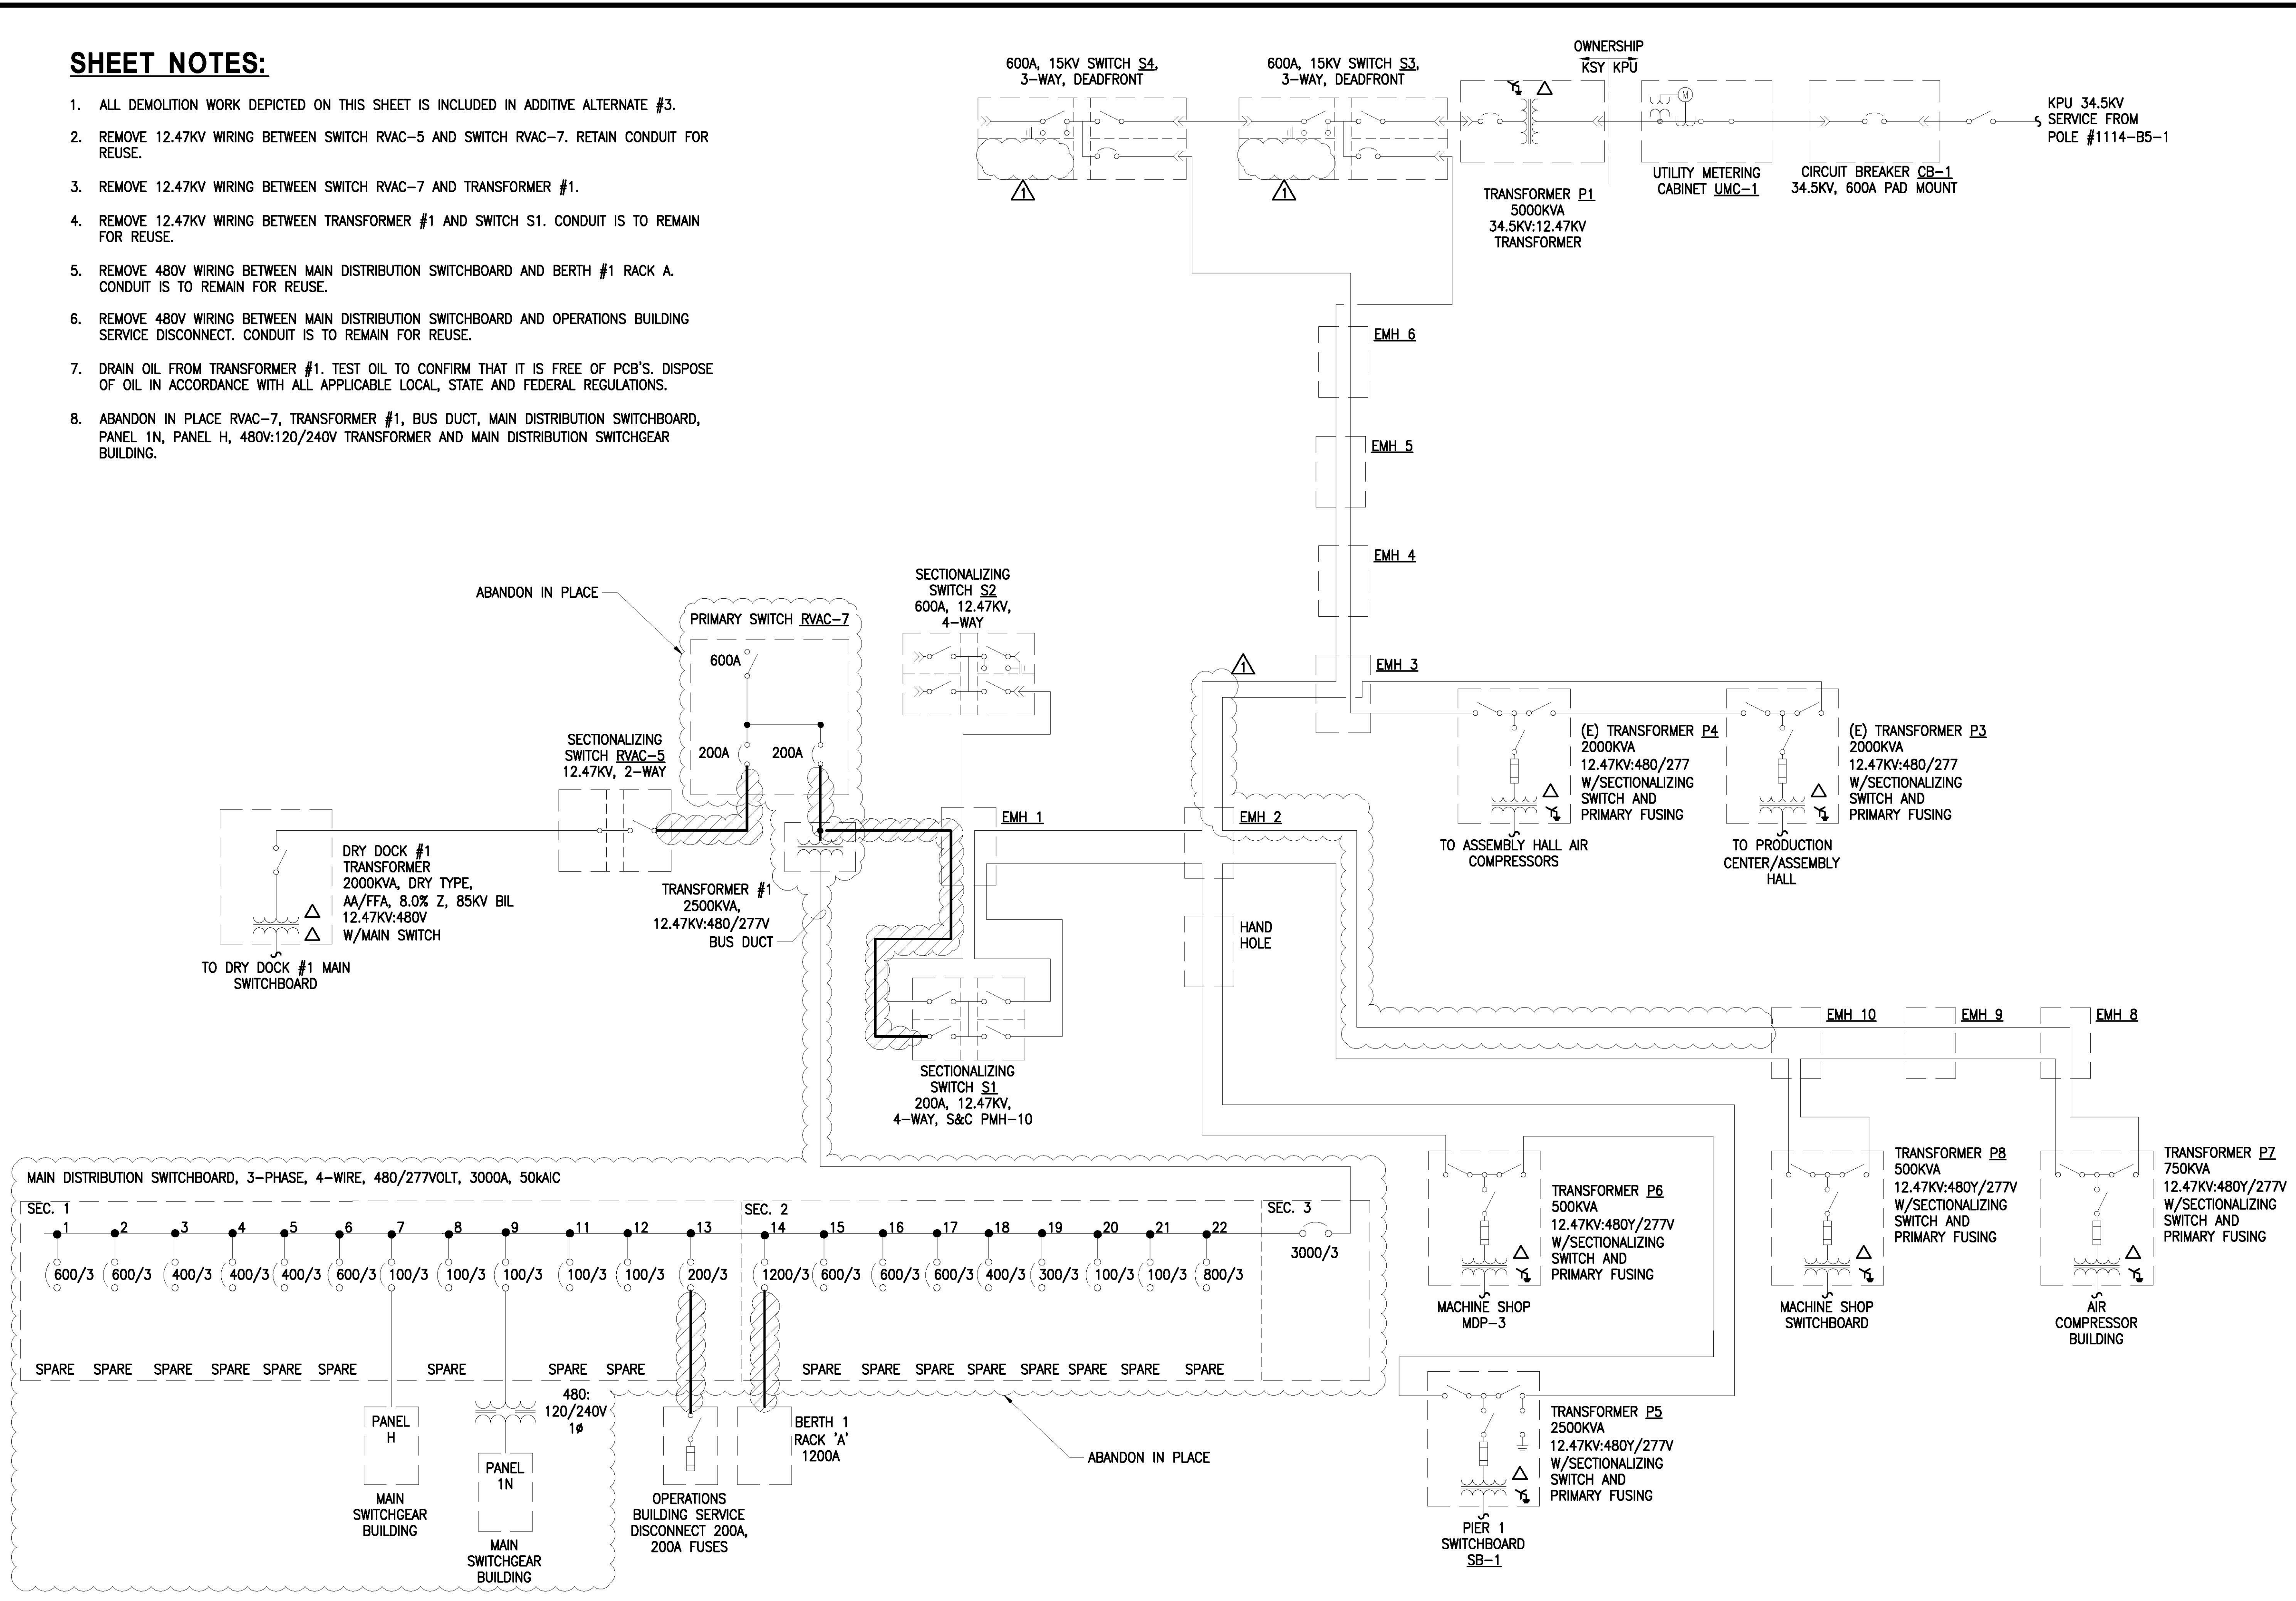 SHEET NOTES:
1. ALL DEMOLITION WORK DEPICTED ON THIS SHEET IS INCLUDED IN ADDITIVE ALTERNATE #3.
2. REMOVE 12.47KV WIRING BETWEEN SWITCH RVAC-5 AND SWITCH RVAC-7. RETAIN CONDUIT FOR
REUSE.
3. REMOVE 12.47KV WIRING BETWEEN SWITCH RVAC-7 AND TRANSFORMER #1.
4. REMOVE 12.47KV WIRING BETWEEN TRANSFORMER #1 AND SWITCH S1. CONDUIT IS TO REMAIN
FOR REUSE.
5. REMOVE 480V WIRING BETWEEN MAIN DISTRIBUTION SWITCHBOARD AND BERTH #1 RACK A.
CONDUIT IS TO REMAIN FOR REUSE.
6. REMOVE 480V WIRING BETWEEN MAIN DISTRIBUTION SWITCHBOARD AND OPERATIONS BUILDING
SERVICE DISCONNECT. CONDUIT IS TO REMAIN FOR REUSE.
7. DRAIN OIL FROM TRANSFORMER #1. TEST OIL TO CONFIRM THAT IT IS FREE OF PCB'S. DISPOSE
OF OIL IN ACCORDANCE WITH ALL APPLICABLE LOCAL, STATE AND FEDERAL REGULATIONS.
8. ABANDON IN PLACE RVAC-7, TRANSFORMER #1, BUS DUCT, MAIN DISTRIBUTION SWITCHBOARD,
PANEL 1N, PANEL H, 480V:120/240V TRANSFORMER AND MAIN DISTRIBUTION SWITCHGEAR
BUILDING.
600A, 15KV SWITCH S4,
3-WAY, DEADFRONT
1
600A, 15KV SWITCH S3,
3-WAY, DEADFRONT
1
OWNERSHIP
KSY KPU
TRANSFORMER P1
5000KVA
34.5KV:12.47KV
TRANSFORMER
M
UTILITY METERING
CABINET UMC-1
CIRCUIT BREAKER CB-1
34.5KV, 600A PAD MOUNT
KPU 34.5KV
SERVICE FROM
POLE #1114-B5-1
EMH 6
EMH 5
EMH 4
EMH 3
1
ABANDON IN PLACE
PRIMARY SWITCH RVAC-7
600A
200A
200A
SECTIONALIZING
SWITCH S2
600A, 12.47KV,
4-WAY
SECTIONALIZING
SWITCH RVAC-5
12.47KV, 2-WAY
(E) TRANSFORMER P4
2000KVA
12.47KV:480/277
W/SECTIONALIZING
SWITCH AND
PRIMARY FUSING
TO ASSEMBLY HALL AIR
COMPRESSORS
(E) TRANSFORMER P3
2000KVA
12.47KV:480/277
W/SECTIONALIZING
SWITCH AND
PRIMARY FUSING
TO PRODUCTION
CENTER/ASSEMBLY
HALL
EMH 1
EMH 2
HAND
HOLE
DRY DOCK #1
TRANSFORMER
2000KVA, DRY TYPE,
AA/FFA, 8.0% Z, 85KV BIL
12.47KV:480V
W/MAIN SWITCH
TO DRY DOCK #1 MAIN
SWITCHBOARD
TRANSFORMER #1
2500KVA,
12.47KV:480/277V
BUS DUCT
SECTIONALIZING
SWITCH S1
200A, 12.47KV,
4-WAY, S&C PMH-10
EMH 10
EMH 9
EMH 8
MAIN DISTRIBUTION SWITCHBOARD, 3-PHASE, 4-WIRE, 480/277VOLT, 3000A, 50kAIC
SEC. 1
SEC. 2
SEC. 3
1 2 3 4 5 6 7 8 9 11 12 13 14 15 16 17 18 19 20 21 22
600/3 600/3 400/3 400/3 400/3 600/3 100/3 100/3 100/3 100/3 100/3 200/3 1200/3 600/3 600/3 600/3 400/3 300/3 100/3 100/3 800/3
3000/3
SPARE SPARE SPARE SPARE SPARE SPARE SPARE SPARE SPARE SPARE SPARE SPARE SPARE SPARE SPARE SPARE SPARE
PANEL
H
MAIN
SWITCHGEAR
BUILDING
480:
120/240V
1ø
PANEL
1N
MAIN
SWITCHGEAR
BUILDING
OPERATIONS
BUILDING SERVICE
DISCONNECT 200A,
200A FUSES
BERTH 1
RACK 'A'
1200A
ABANDON IN PLACE
TRANSFORMER P6
500KVA
12.47KV:480Y/277V
W/SECTIONALIZING
SWITCH AND
PRIMARY FUSING
MACHINE SHOP
MDP-3
TRANSFORMER P8
500KVA
12.47KV:480Y/277V
W/SECTIONALIZING
SWITCH AND
PRIMARY FUSING
MACHINE SHOP
SWITCHBOARD
TRANSFORMER P7
750KVA
12.47KV:480Y/277V
W/SECTIONALIZING
SWITCH AND
PRIMARY FUSING
AIR
COMPRESSOR
BUILDING
TRANSFORMER P5
2500KVA
12.47KV:480Y/277V
W/SECTIONALIZING
SWITCH AND
PRIMARY FUSING
PIER 1
SWITCHBOARD
SB-1